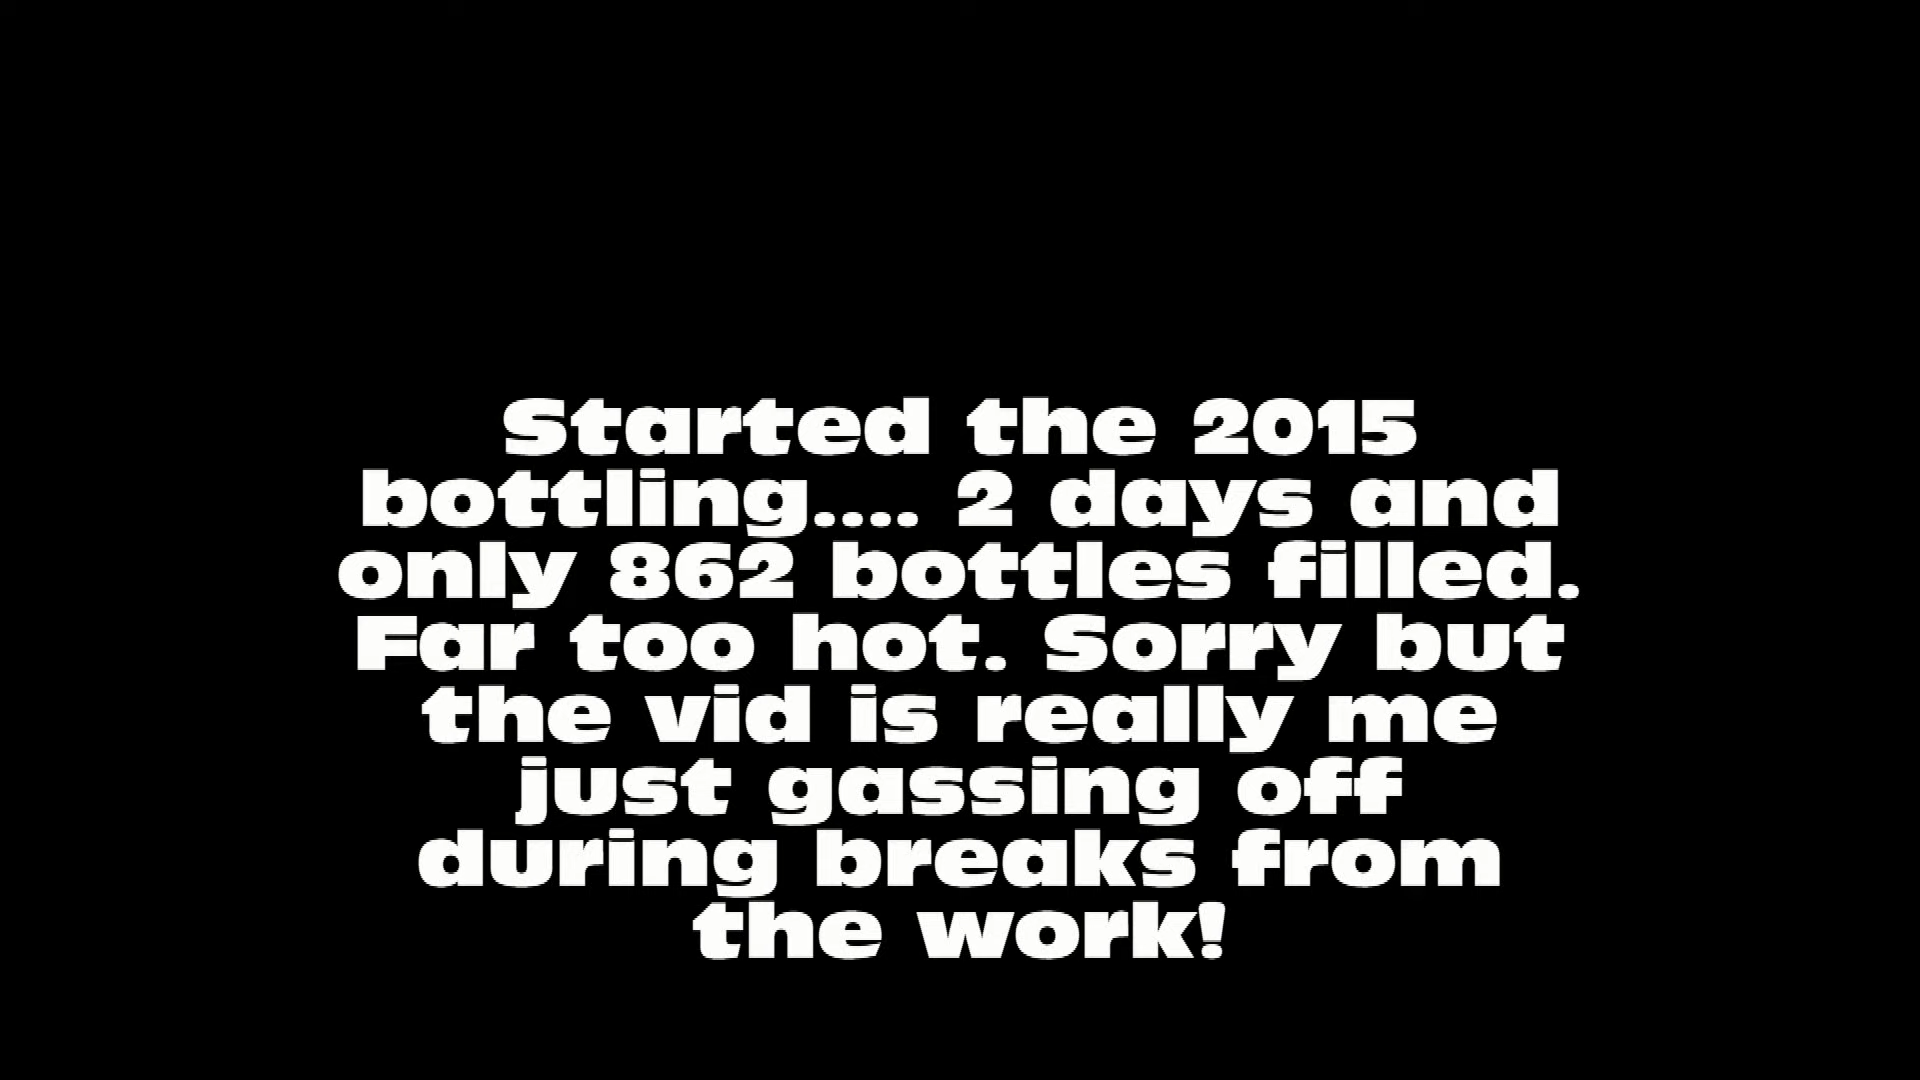 Started the 2015
bottling.... 2 days and
only 862 bottles filled.
Far too hot. Sorry but
the vid is really me
just gassing off
during breaks from
the work!